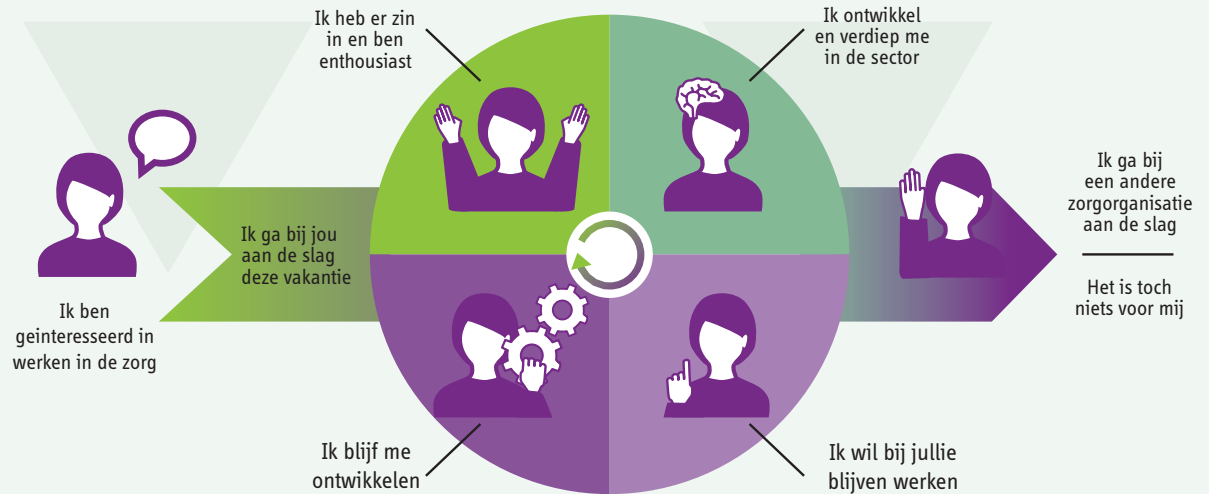 Ik ben
geinteresseerd in
werken in de zorg
Ik ga bij jou
aan de slag
deze vakantie
Ik heb er zin
in en ben
enthousiast
Ik ontwikkel
en verdiep me
in de sector
Ik wil bij jullie
blijven werken
Ik blijf me
ontwikkelen
Ik ga bij
een andere
zorgorganisatie
aan de slag
Het is toch
niets voor mij